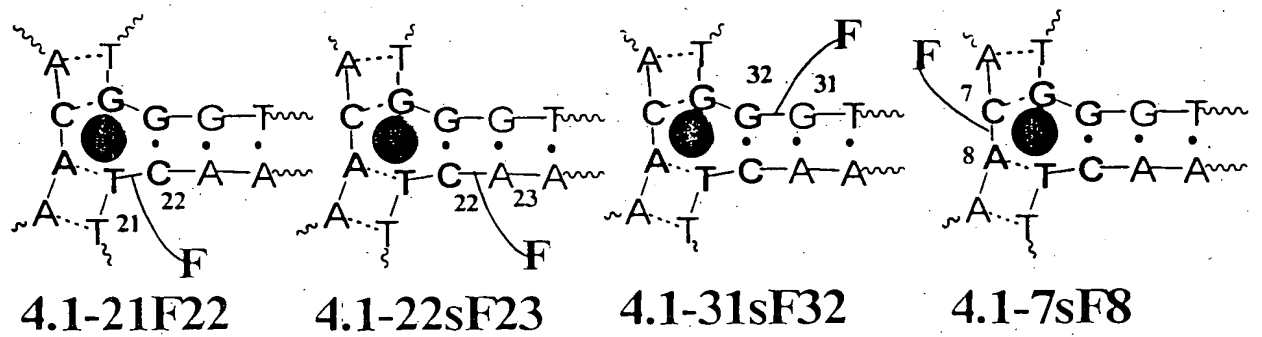 A T A T A T F A T
C G C G 32 31 F 7 C G
G G T G G T G G T G G T
A T C A A A T C A A A T C A A 8 A T C A A
A T 21 22 A T 22 23 A T A T
F F
4.1-21F22 4.1-22sF23 4.1-31sF32 4.1-7sF8